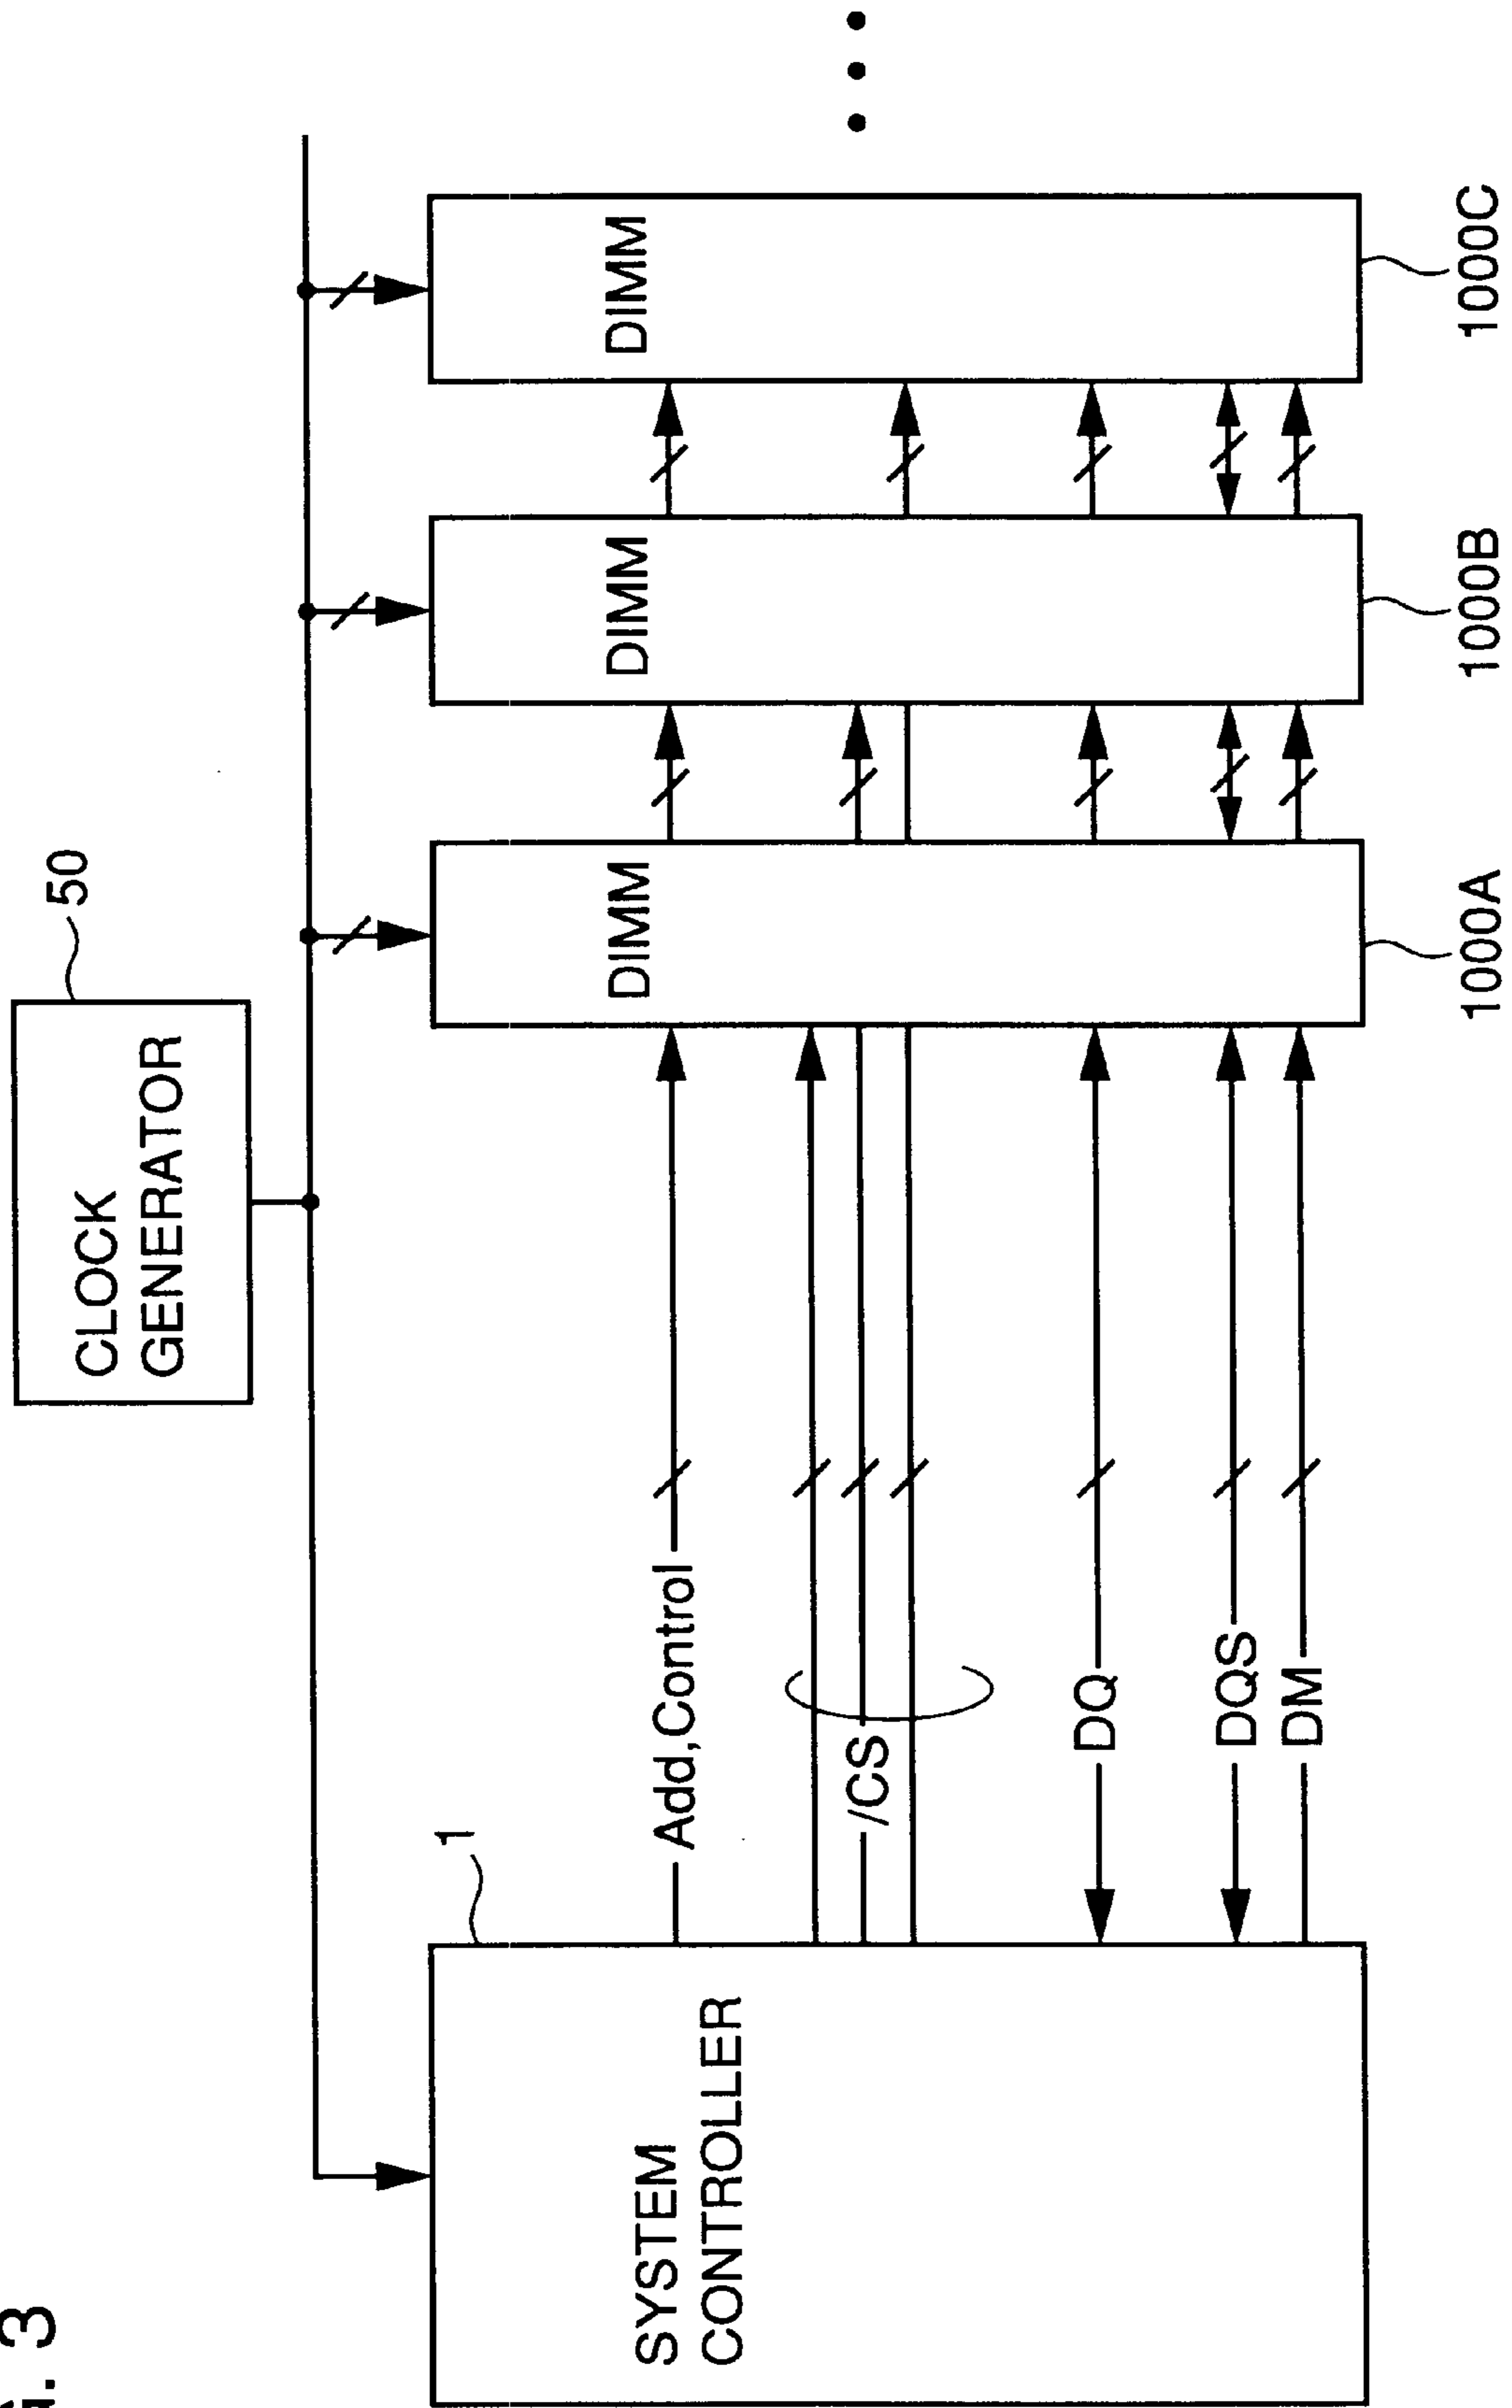 . 3
CLOCK
GENERATOR
50
SYSTEM
CONTROLLER
1
Add,Control
/CS
DQ
DQS
DM
DIMM
1000A
DIMM
1000B
DIMM
1000C